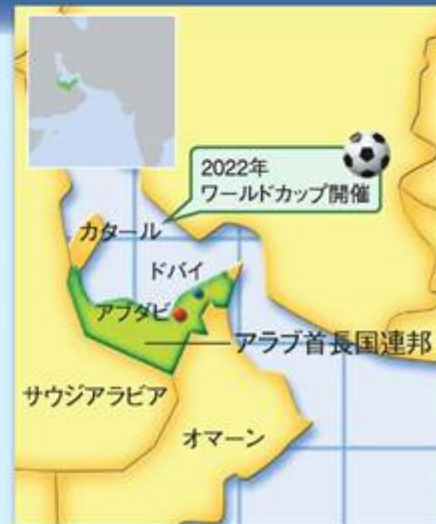 2022年
ワールドカップ開催
カタール
ドバイ
アブダビ
アラブ首長国連邦
サウジアラビア
オマーン